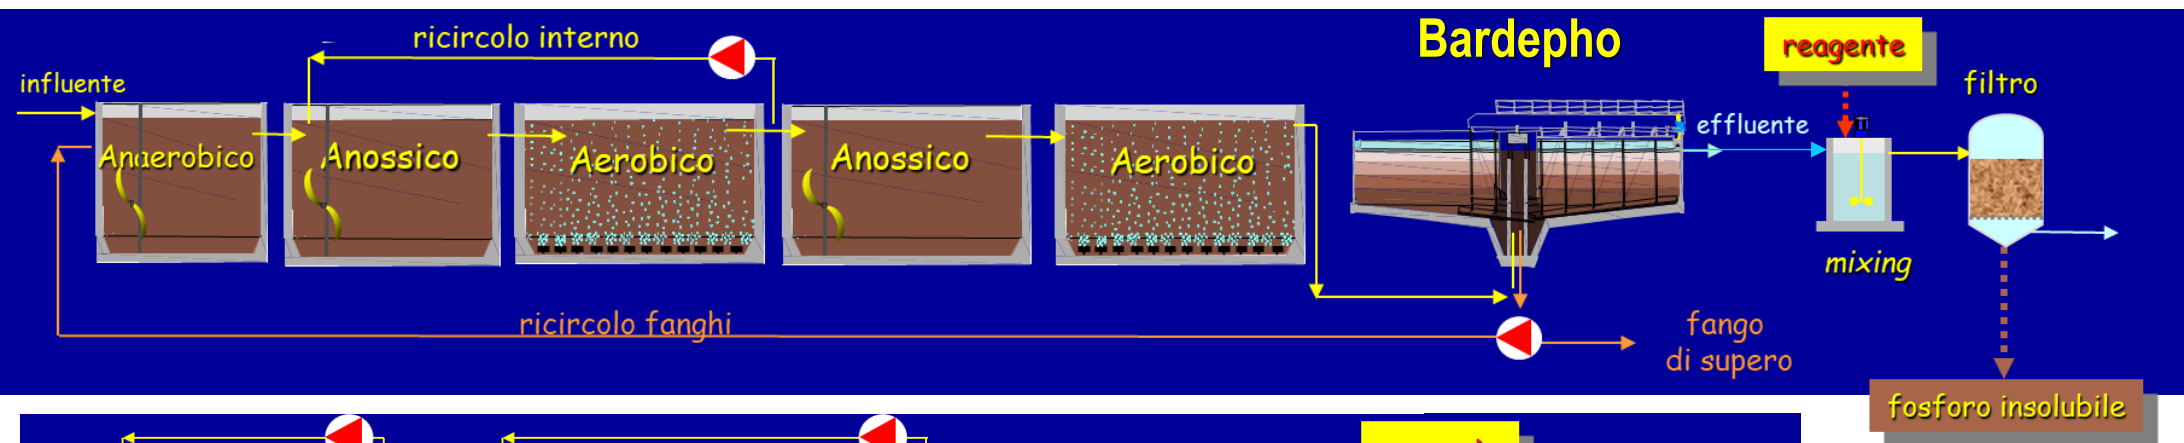 ricircolo interno
Bardepho
reagente
influente
filtro
effluente
Anaerobico
Anossico
Aerobico
Anossico
Aerobico
mixing
ricircolo fanghi
fango
di supero
fosforo insolubile